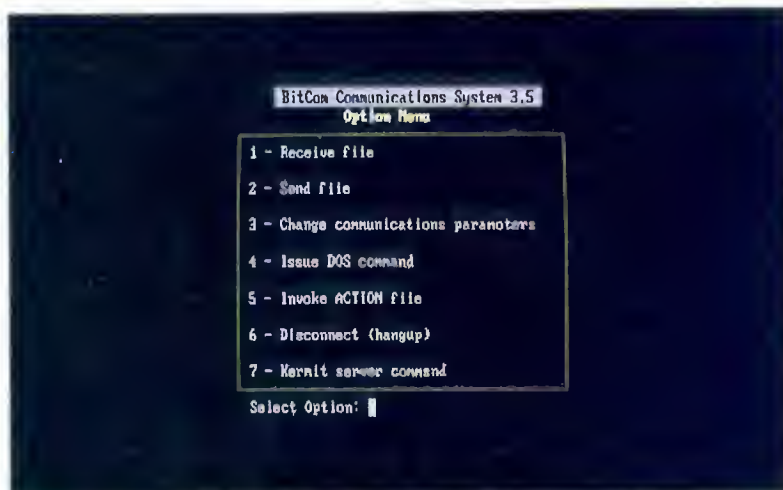 BitCom Communications System 3.5
Option Menu
1 - Receive file
2 - Send file
3 - Change communications parameters
4 - Issue DOS command
5 - Invoke ACTION file
6 - Disconnect (hangup)
7 - Kermit server command
Select Option: